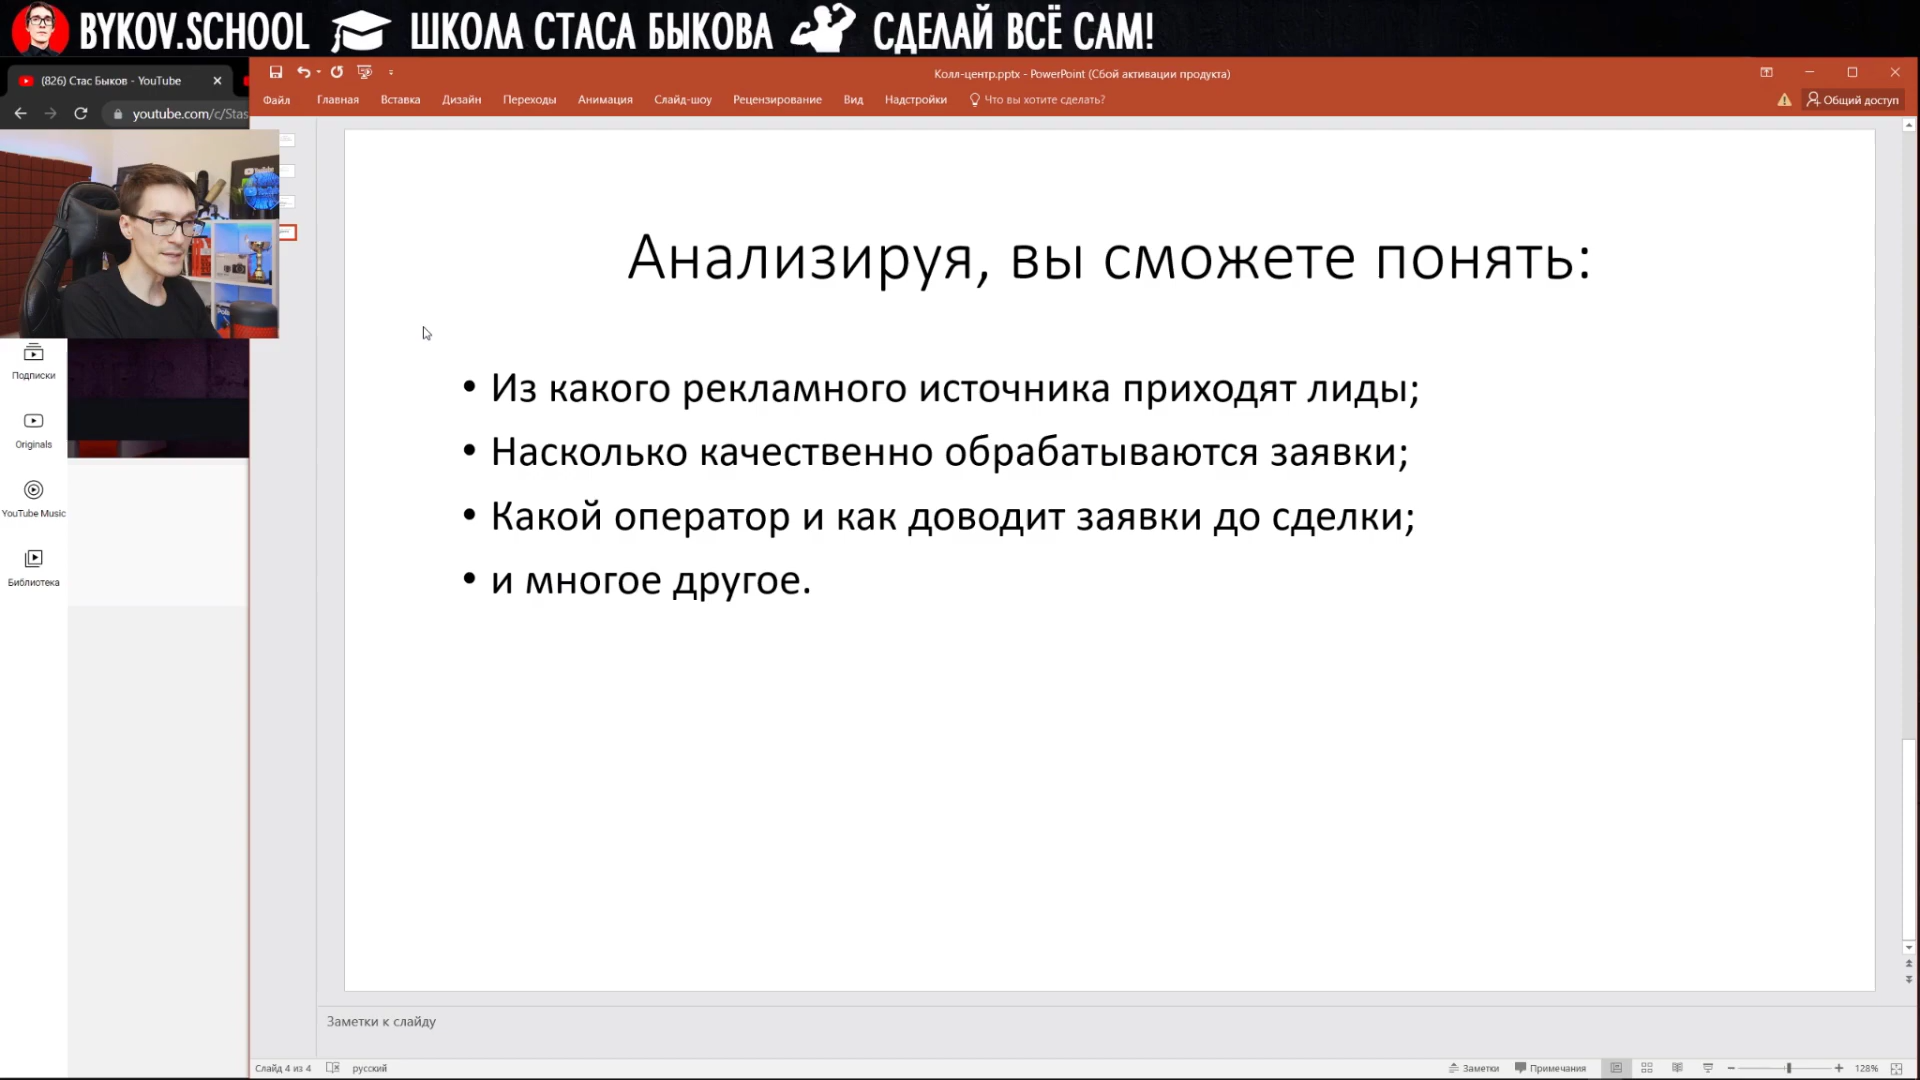 BYKOV.SCHOOL ШКОЛА СТАСА БЫКОВА СДЕЛАЙ ВСЁ САМ!
(826) Стас Быков - YouTube
youtube.com/c/Stas
Колл-центр.pptx - PowerPoint (Сбой активации продукта)
Файл Главная Вставка Дизайн Переходы Анимация Слайд-шоу Рецензирование Вид Надстройки Что вы хотите сделать? Общий доступ
Подписки
Originals
YouTube Music
Библиотека
Анализируя, вы сможете понять:
• Из какого рекламного источника приходят лиды;
• Насколько качественно обрабатываются заявки;
• Какой оператор и как доводит заявки до сделки;
• и многое другое.
Заметки к слайду
Слайд 4 из 4 русский Заметки Примечания 128%